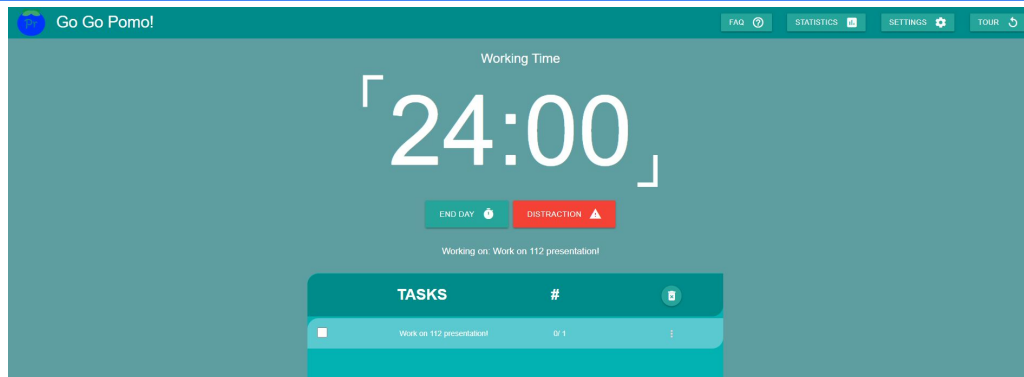 Pr Go Go Pomo! FAQ STATISTICS SETTINGS TOUR
Working Time
24:00
END DAY DISTRACTION
Working on: Work on 112 presentation!
TASKS #
Work on 112 presentation! 0/ 1